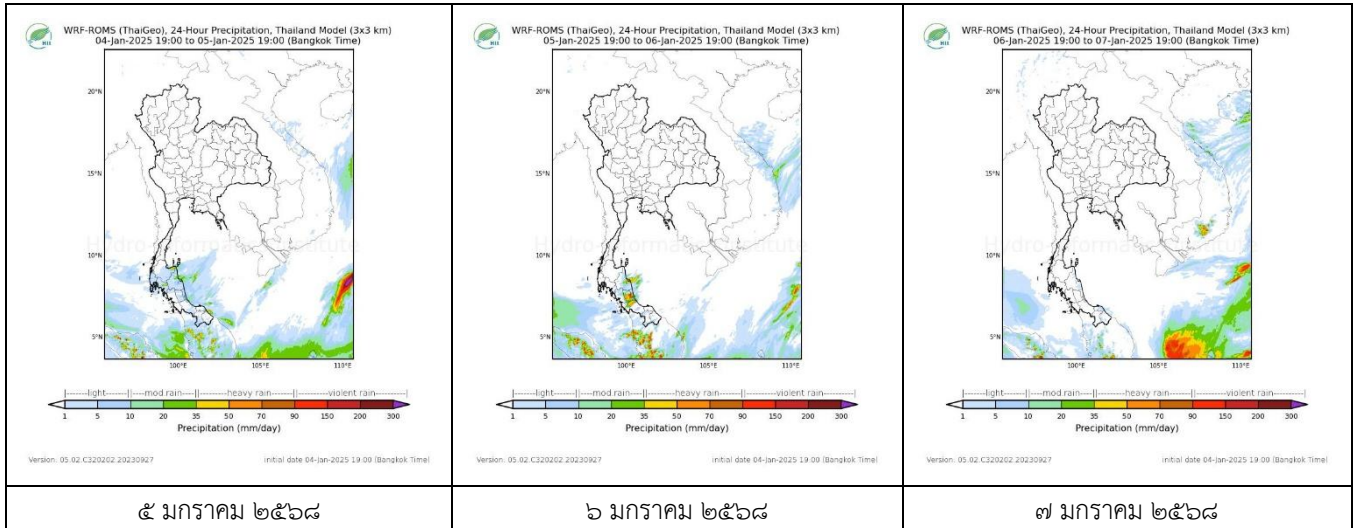 WRF-ROMS (ThaiGeo), 24-Hour Precipitation, Thailand Model (3x3 km)
04-Jan-2025 19:00 to 05-Jan-2025 19:00 (Bangkok Time)
20°N
15°N
10°N
5°N
100°E
105°E
110°E
Hydro-Informatics Institute
light mod rain heavy rain violent rain
1 5 10 20 35 50 70 90 150 200 300
Precipitation (mm/day)
Version: 05.02.C320202.20230927 initial date 04-Jan-2025 19:00 (Bangkok Time)
๕ มกราคม ๒๕๖๘
WRF-ROMS (ThaiGeo), 24-Hour Precipitation, Thailand Model (3x3 km)
05-Jan-2025 19:00 to 06-Jan-2025 19:00 (Bangkok Time)
20°N
15°N
10°N
5°N
100°E
105°E
110°E
Hydro-Informatics Institute
light mod rain heavy rain violent rain
1 5 10 20 35 50 70 90 150 200 300
Precipitation (mm/day)
Version: 05.02.C320202.20230927 initial date 04-Jan-2025 19:00 (Bangkok Time)
๖ มกราคม ๒๕๖๘
WRF-ROMS (ThaiGeo), 24-Hour Precipitation, Thailand Model (3x3 km)
06-Jan-2025 19:00 to 07-Jan-2025 19:00 (Bangkok Time)
20°N
15°N
10°N
5°N
100°E
105°E
110°E
Hydro-Informatics Institute
light mod rain heavy rain violent rain
1 5 10 20 35 50 70 90 150 200 300
Precipitation (mm/day)
Version: 05.02.C320202.20230927 initial date 04-Jan-2025 19:00 (Bangkok Time)
๗ มกราคม ๒๕๖๘